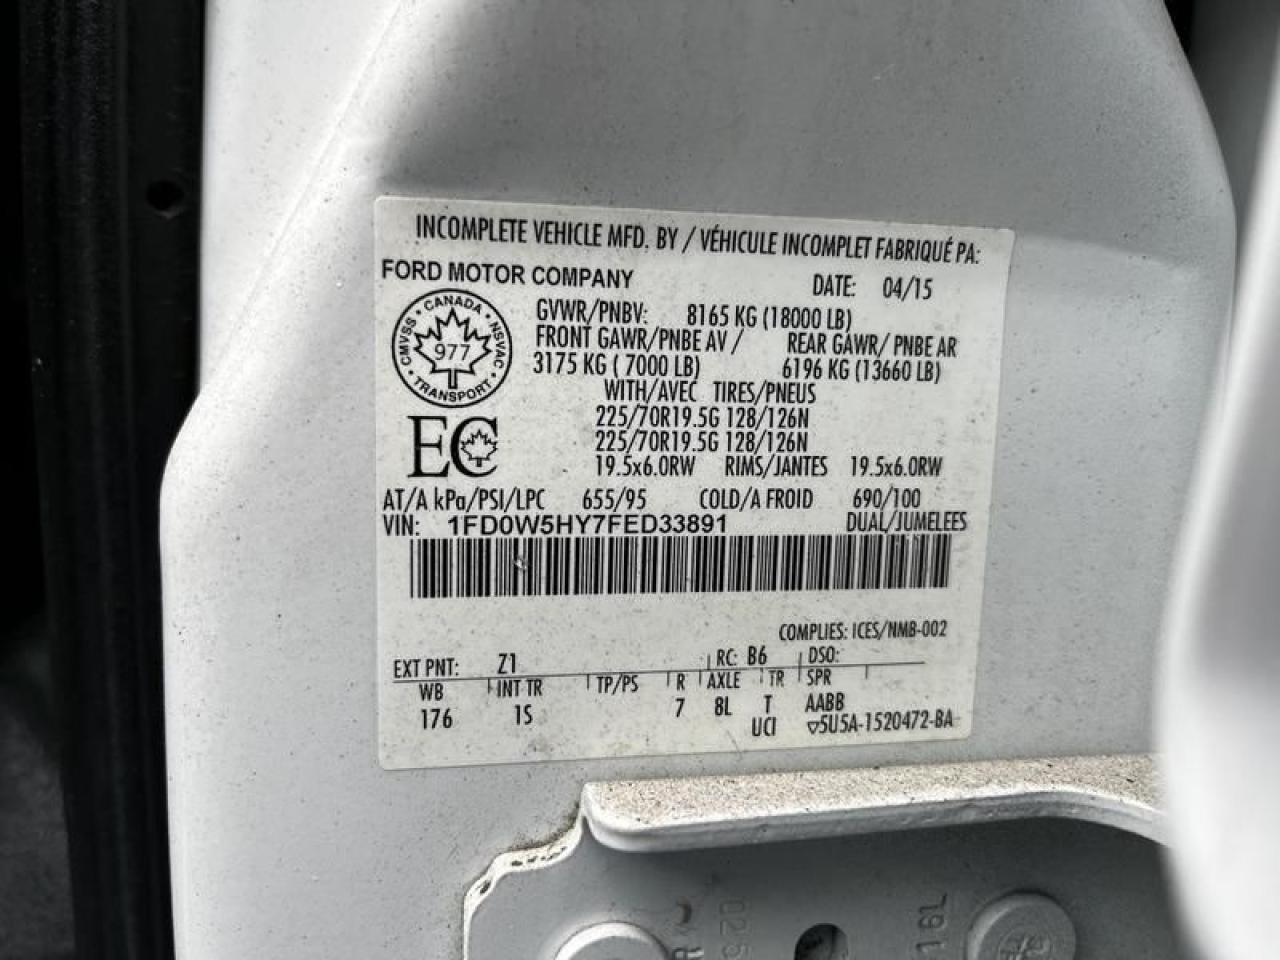 INCOMPLETE VEHICLE MFD. BY / VÉHICULE INCOMPLET FABRIQUÉ PA:
FORD MOTOR COMPANY DATE: 04/15
CANADA CMVSS NSVAC TRANSPORT 977
GVWR/PNBV: 8165 KG (18000 LB)
FRONT GAWR/PNBE AV / REAR GAWR/ PNBE AR
3175 KG ( 7000 LB) 6196 KG (13660 LB)
WITH/AVEC TIRES/PNEUS
225/70R19.5G 128/126N
225/70R19.5G 128/126N
EC
19.5x6.0RW RIMS/JANTES 19.5x6.0RW
AT/A kPa/PSI/LPC 655/95 COLD/A FROID 690/100
VIN: 1FD0W5HY7FED33891 DUAL/JUMELEES
COMPLIES: ICES/NMB-002
EXT PNT: Z1 RC: B6 DSO:
WB INT TR TP/PS R AXLE TR SPR
176 1S 7 8L T AABB
UCI ▽5U5A-1520472-BA
16L